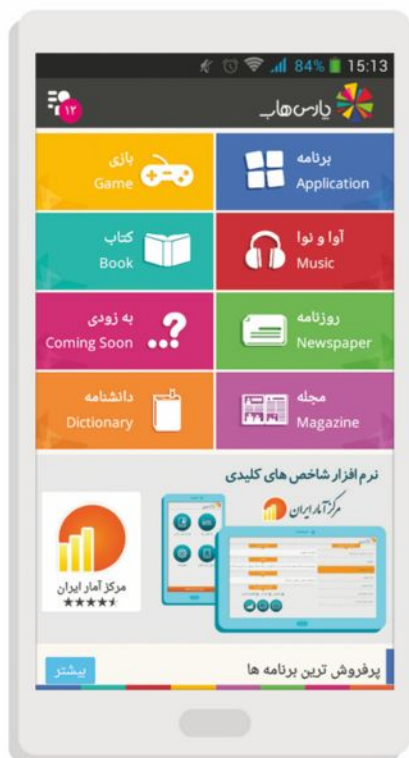 84% 15:13
پارس هاب
۱۲
برنامه
Application
بازی
Game
آوا و نوا
Music
کتاب
Book
روزنامه
Newspaper
به زودی
Coming Soon
مجله
Magazine
دانشنامه
Dictionary
نرم افزار شاخص های کلیدی
مرکز آمار ایران
مرکز آمار ایران
پرفروش ترین برنامه ها
بیشتر